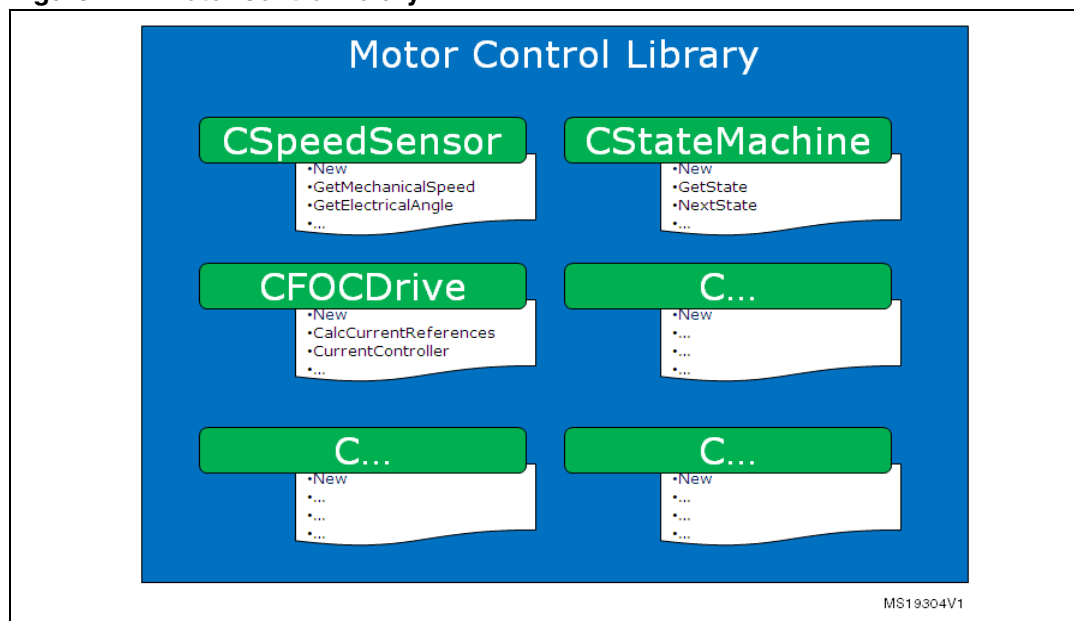 Motor Control Library
CSpeedSensor
•New
•GetMechanicalSpeed
•GetElectricalAngle
•...
CStateMachine
•New
•GetState
•NextState
•...
CFOCDrive
•New
•CalcCurrentReferences
•CurrentController
•...
C...
•New
•...
•...
•...
C...
•New
•...
•...
•...
C...
•New
•...
•...
•...
MS19304V1